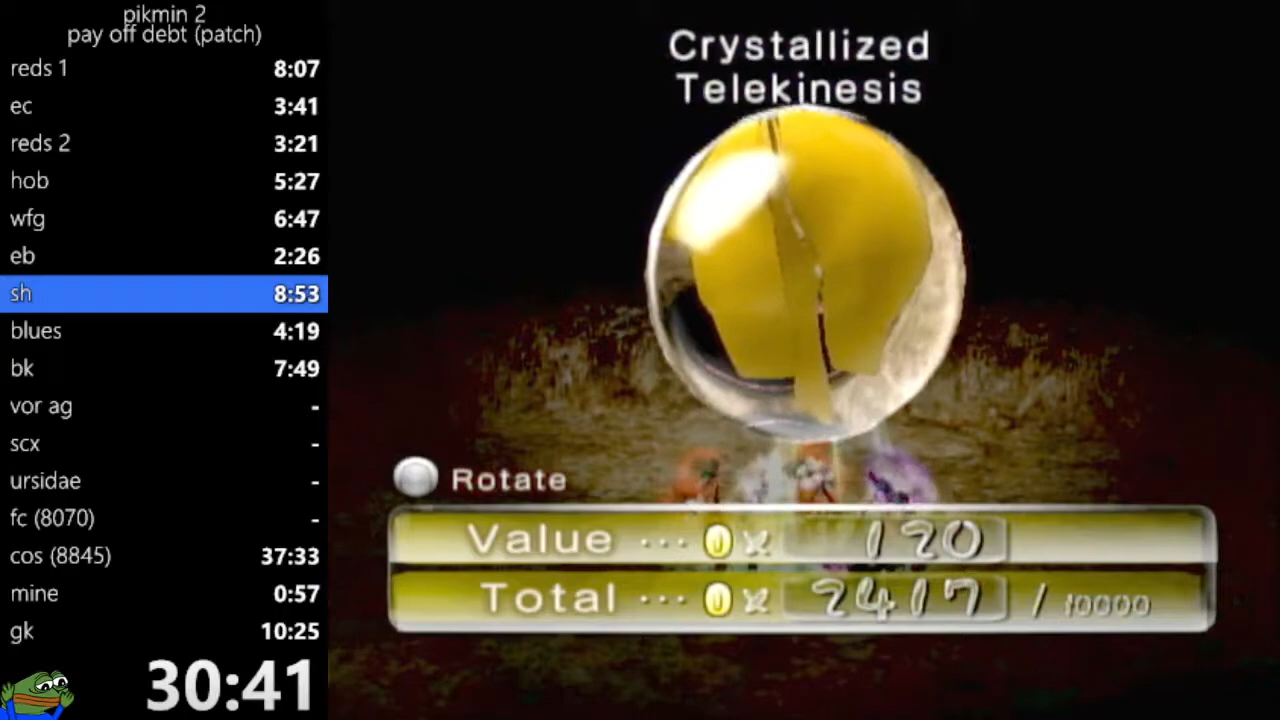 pikmin 2
pay off debt (patch)
reds 1 8:07
ec 3:41
reds 2 3:21
hob 5:27
wfg 6:47
eb 2:26
sh 8:53
blues 4:19
bk 7:49
vor ag -
scx -
ursidae -
fc (8070) -
cos (8845) 37:33
mine 0:57
gk 10:25
30:41
Crystallized
Telekinesis
Rotate
Value ··· x 120
Total ··· x 2417 / 10000